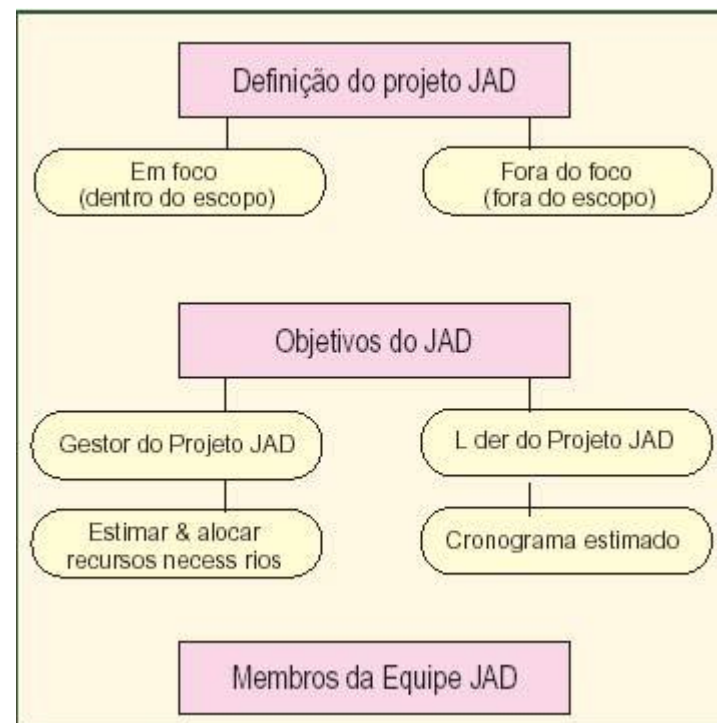 Definição do projeto JAD
Em foco
(dentro do escopo)
Fora do foco
(fora do escopo)
Objetivos do JAD
Gestor do Projeto JAD
L der do Projeto JAD
Estimar & alocar
recursos necess rios
Cronograma estimado
Membros da Equipe JAD